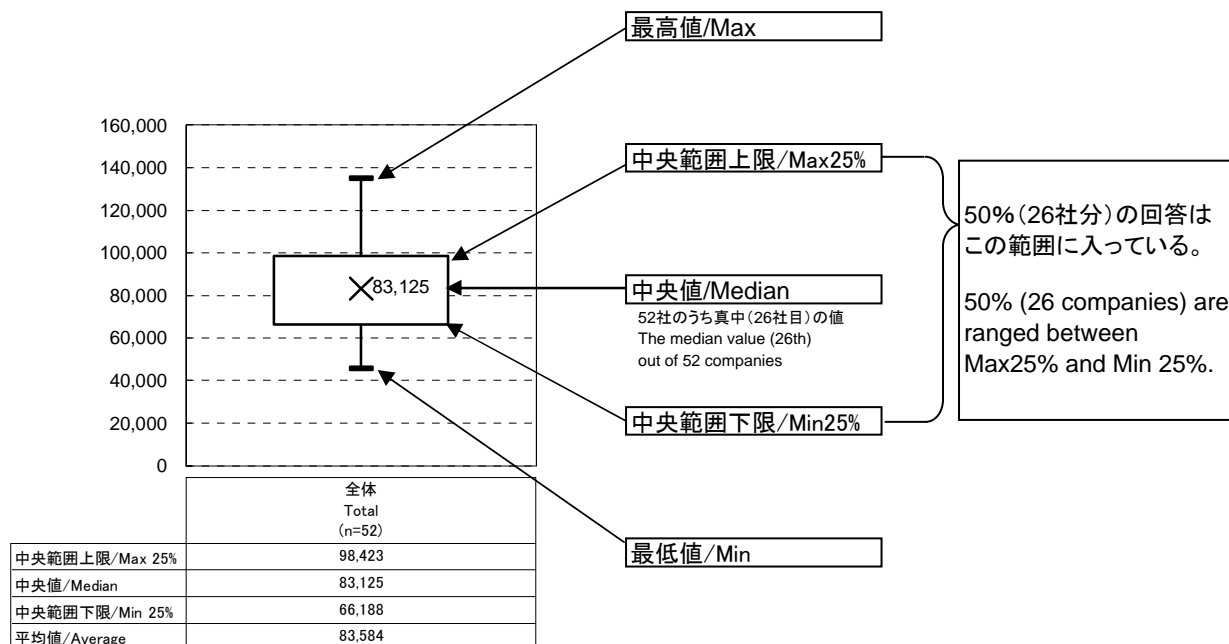 最高値/Max
160,000
140,000
120,000
100,000
80,000
60,000
40,000
20,000
0
83,125
中央範囲上限/Max25%
中央値/Median
52社のうち真中(26社目)の値
The median value (26th)
out of 52 companies
中央範囲下限/Min25%
最低値/Min
50%(26社分)の回答は
この範囲に入っている。
50% (26 companies) are
ranged between
Max25% and Min 25%.
全体
Total
(n=52)
中央範囲上限/Max 25% 98,423
中央値/Median 83,125
中央範囲下限/Min 25% 66,188
平均値/Average 83,584